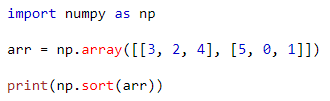 import numpy as np
arr = np.array([[3, 2, 4], [5, 0, 1]])
print(np.sort(arr))